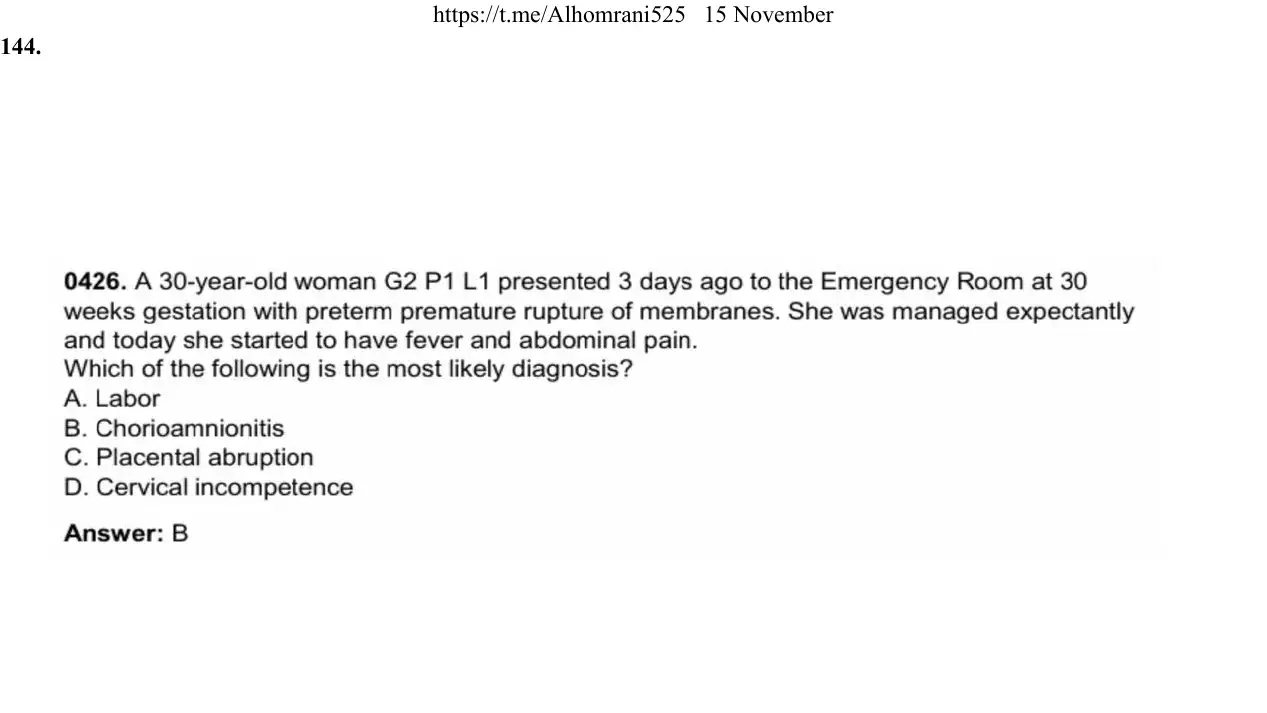 https://t.me/Alhomrani525 15 November
144.
0426. A 30-year-old woman G2 P1 L1 presented 3 days ago to the Emergency Room at 30
weeks gestation with preterm premature rupture of membranes. She was managed expectantly
and today she started to have fever and abdominal pain.
Which of the following is the most likely diagnosis?
A. Labor
B. Chorioamnionitis
C. Placental abruption
D. Cervical incompetence
Answer: B